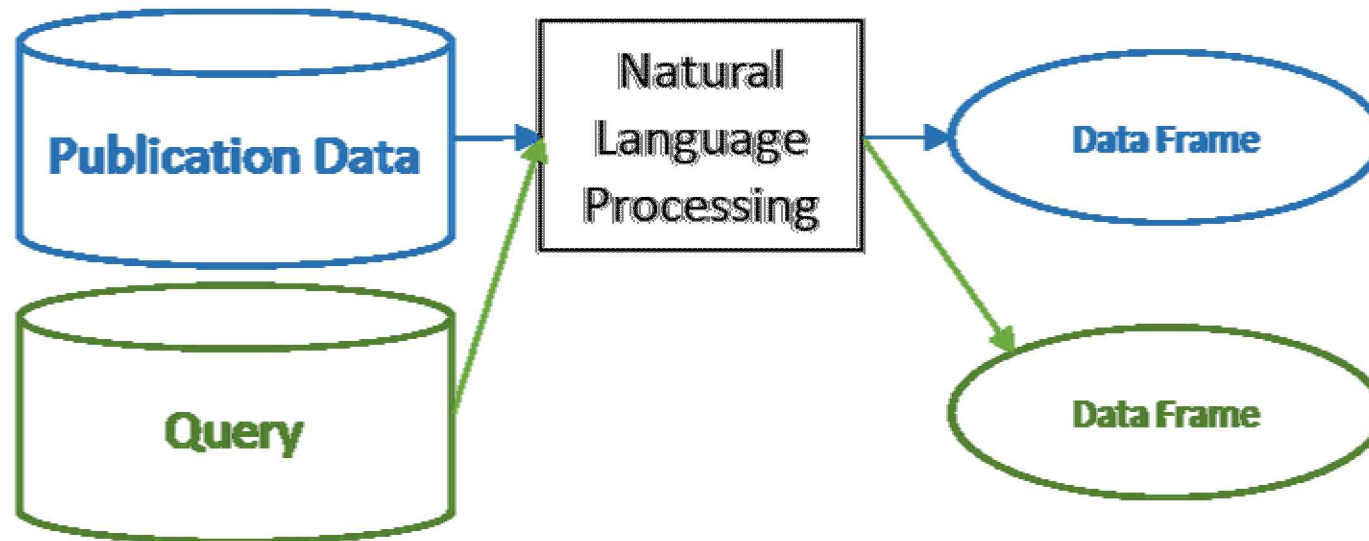 Publication Data
Natural
Language
Processing
Data Frame
Query
Data Frame